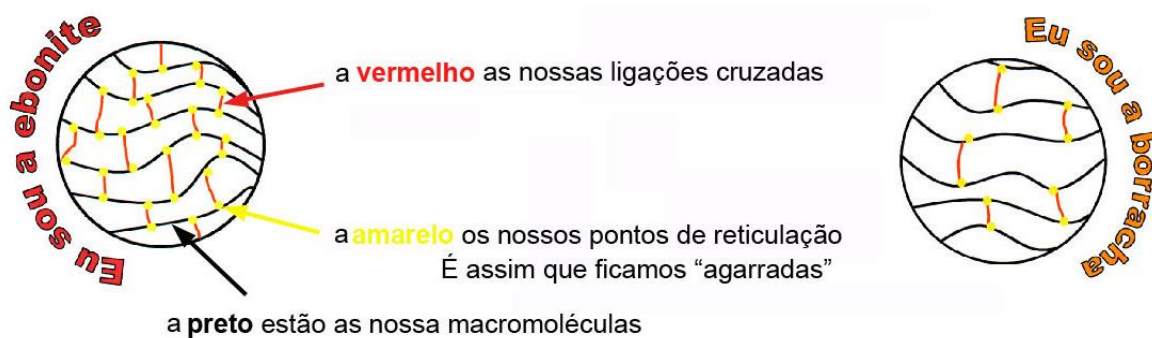 Eu sou a ebonite
Eu sou a borracha
a vermelho as nossas ligações cruzadas
a amarelo os nossos pontos de reticulação
É assim que ficamos “agarradas”
a preto estão as nossa macromoléculas